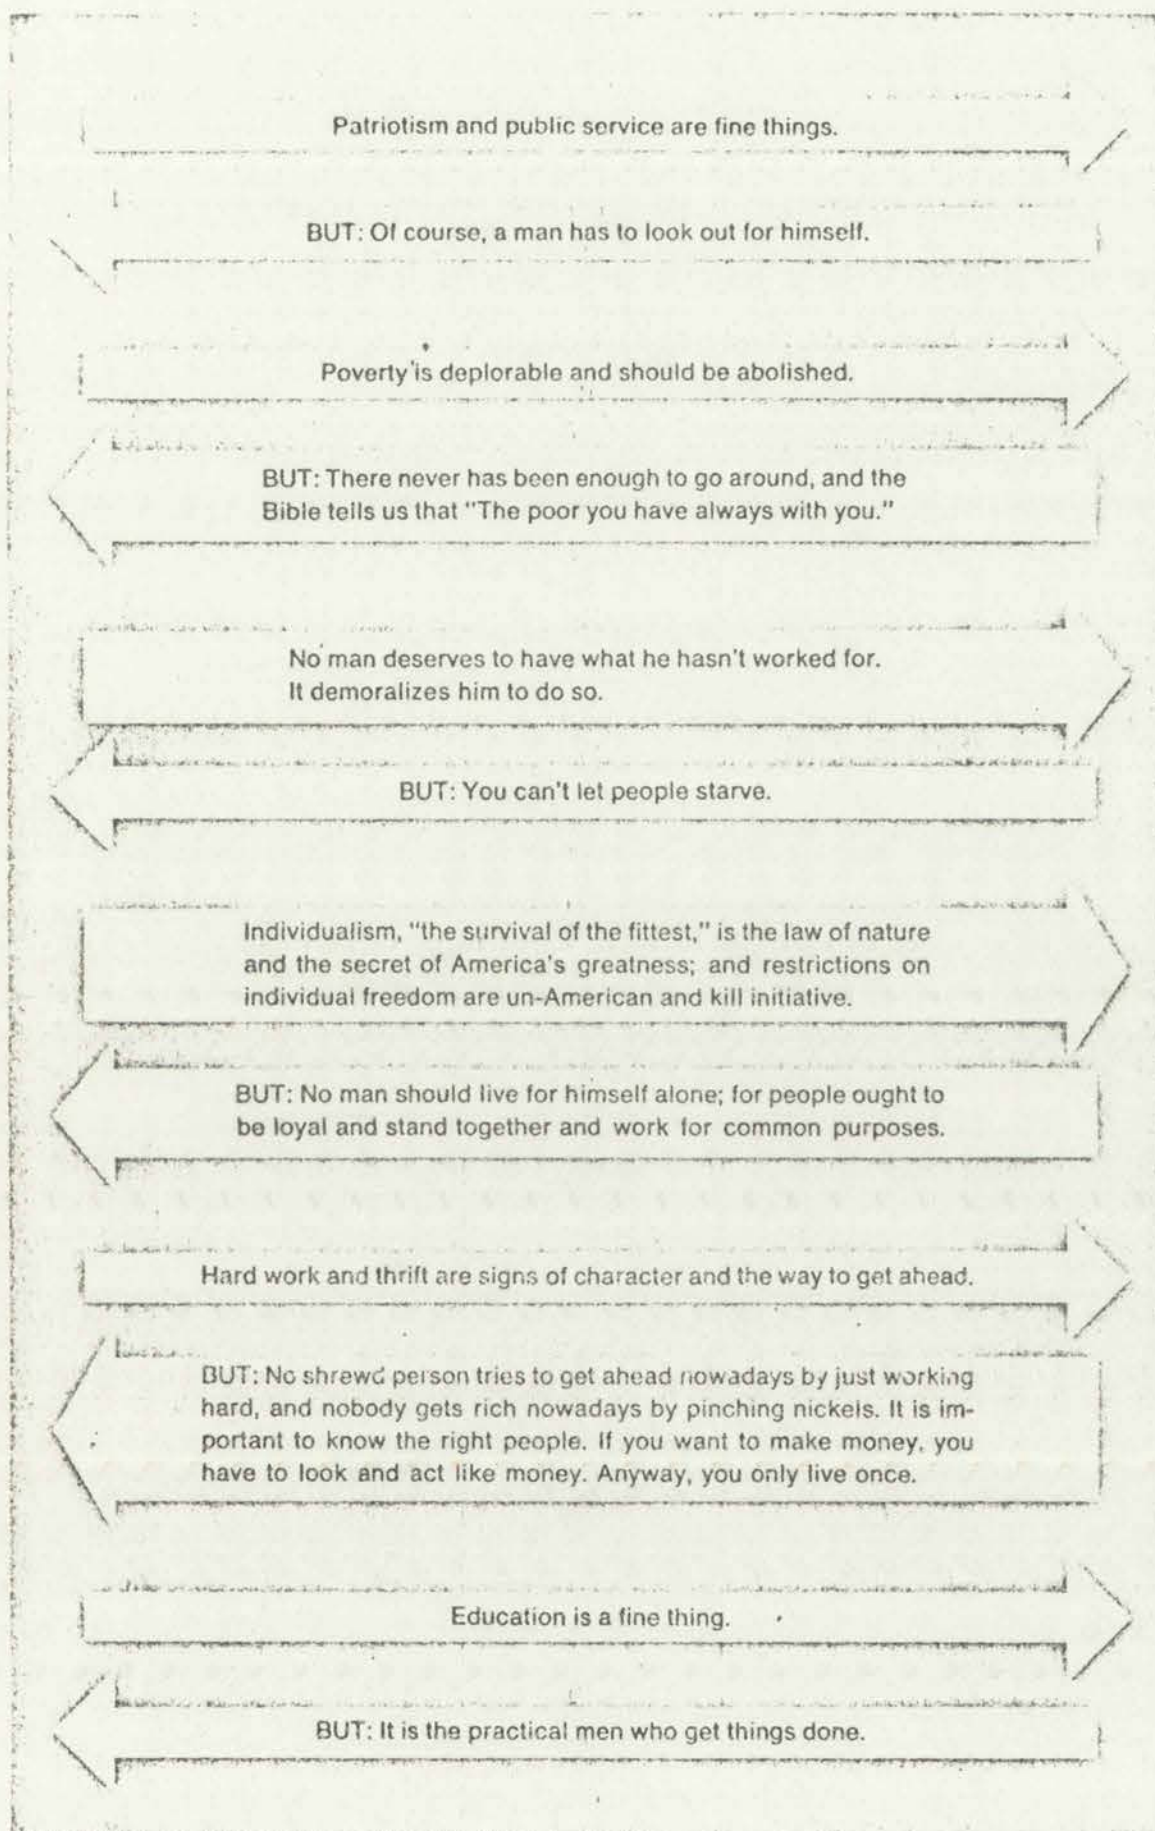 Patriotism and public service are fine things.
BUT: Of course, a man has to look out for himself.
Poverty is deplorable and should be abolished.
BUT: There never has been enough to go around, and the
Bible tells us that "The poor you have always with you."
No man deserves to have what he hasn't worked for.
It demoralizes him to do so.
BUT: You can't let people starve.
Individualism, "the survival of the fittest," is the law of nature
and the secret of America's greatness; and restrictions on
individual freedom are un-American and kill initiative.
BUT: No man should live for himself alone; for people ought to
be loyal and stand together and work for common purposes.
Hard work and thrift are signs of character and the way to get ahead.
BUT: No shrewd person tries to get ahead nowadays by just working
hard, and nobody gets rich nowadays by pinching nickels. It is im-
portant to know the right people. If you want to make money, you
have to look and act like money. Anyway, you only live once.
Education is a fine thing.
BUT: It is the practical men who get things done.